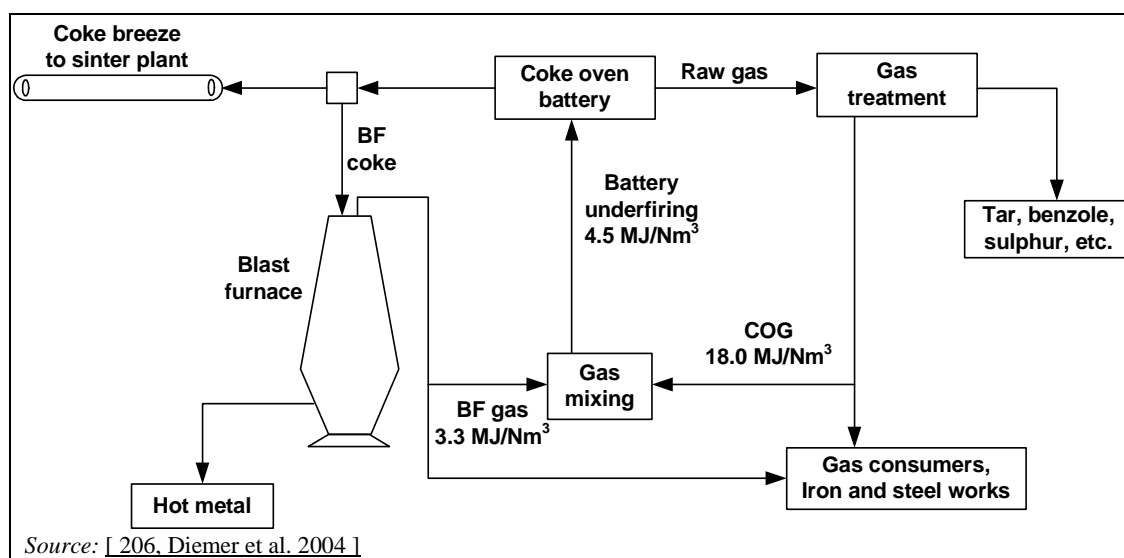 Coke breeze
to sinter plant
Coke oven
battery
Raw gas
Gas
treatment
BF
coke
Battery
underfiring
4.5 MJ/Nm³
Tar, benzole,
sulphur, etc.
Blast
furnace
COG
18.0 MJ/Nm³
Gas
mixing
BF gas
3.3 MJ/Nm³
Gas consumers,
Iron and steel works
Hot metal
Source: [ 206, Diemer et al. 2004 ]